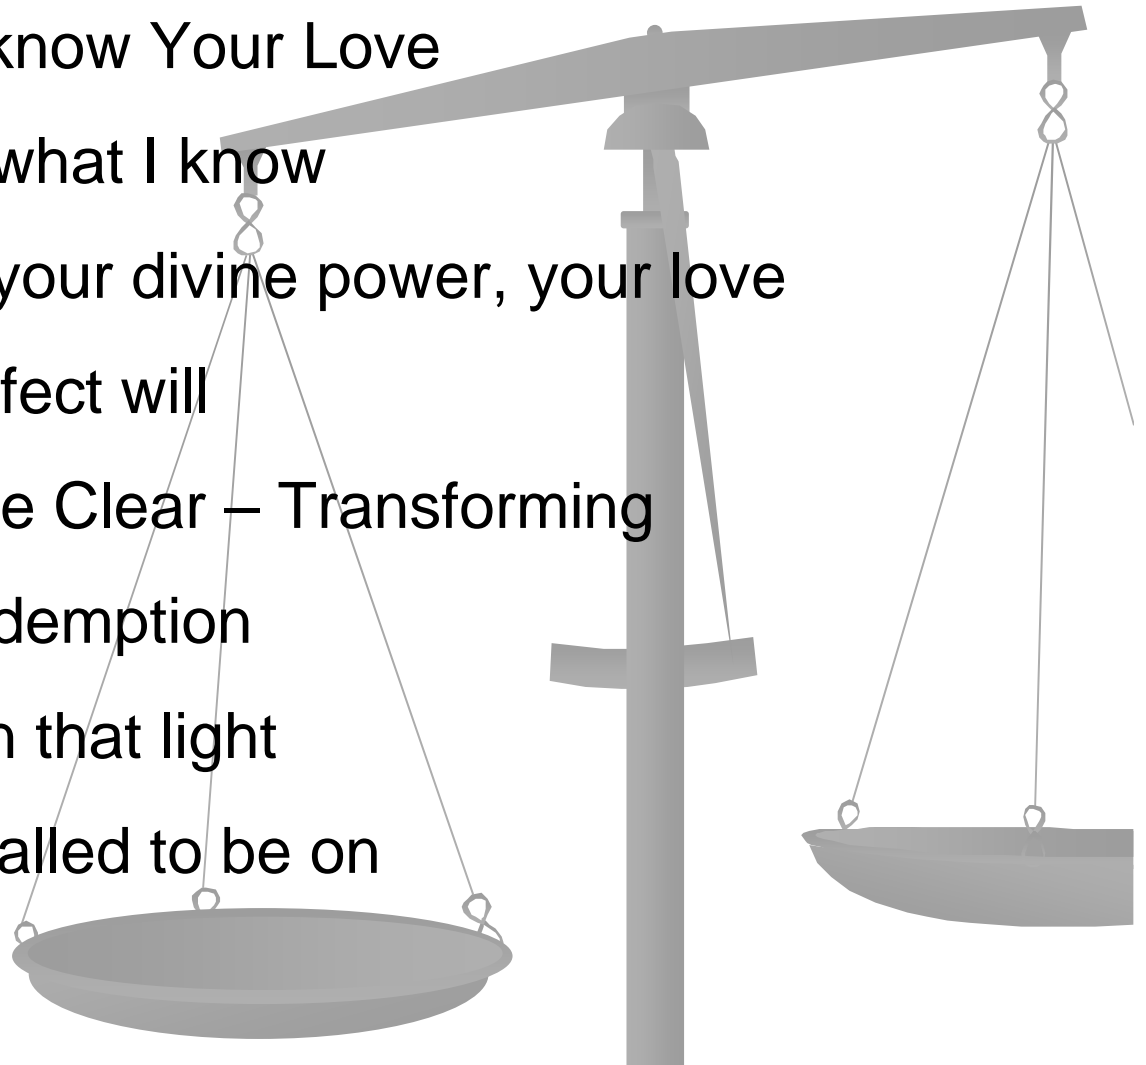 know Your Love
what I know
your divine power, your love
fect will
e Clear – Transforming
demption
that light
alled to be on